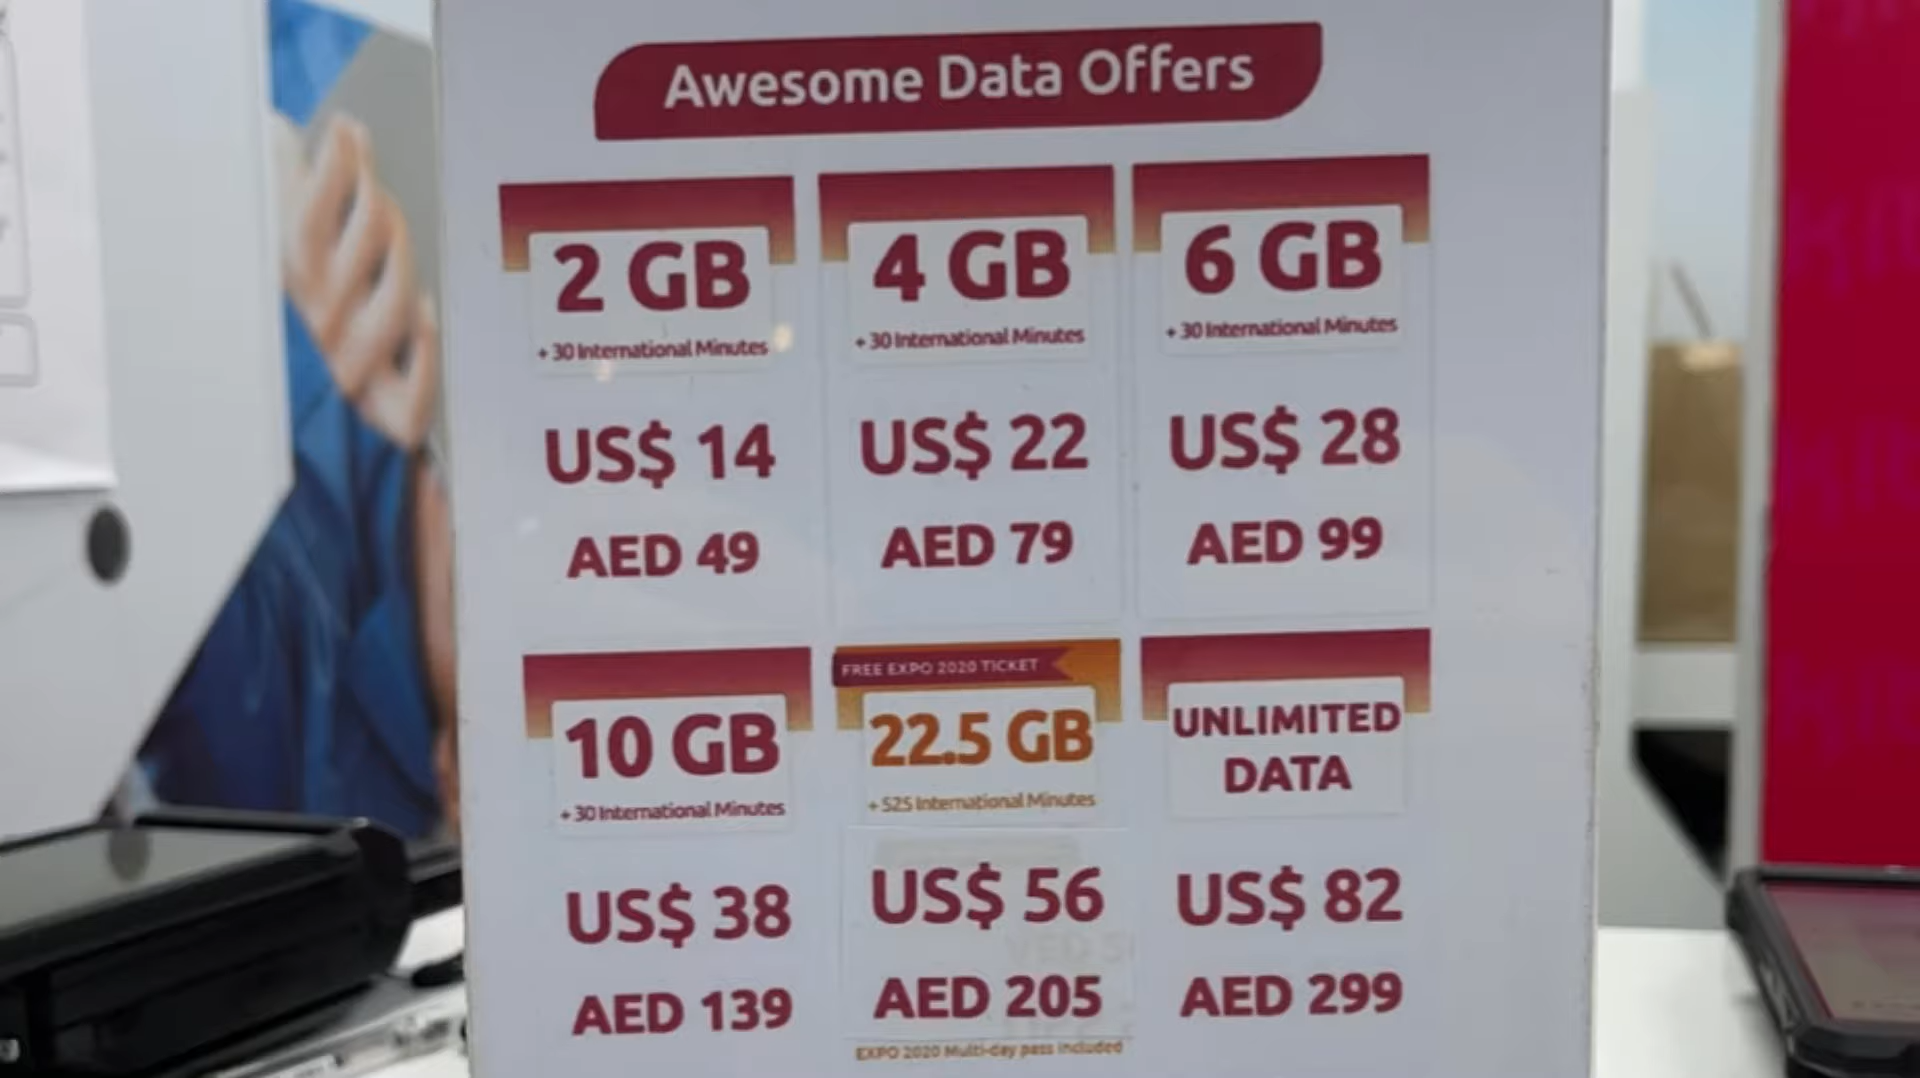 Awesome Data Offers
2 GB
+ 30 International Minutes
US$ 14
AED 49
4 GB
+ 30 International Minutes
US$ 22
AED 79
6 GB
+ 30 International Minutes
US$ 28
AED 99
10 GB
+ 30 International Minutes
US$ 38
AED 139
FREE EXPO 2020 TICKET
22.5 GB
+ 525 International Minutes
US$ 56
AED 205
EXPO 2020 Multi-day pass included
UNLIMITED
DATA
US$ 82
AED 299